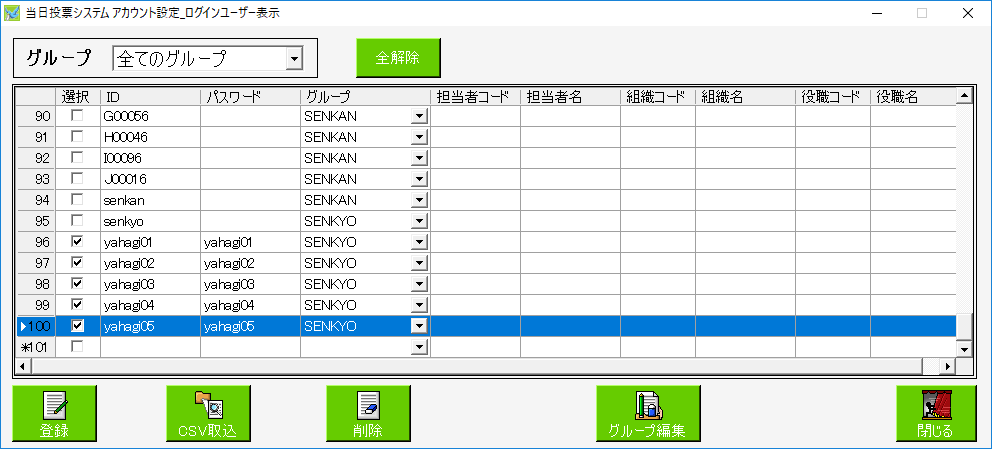 当日投票システム アカウント設定_ログインユーザー表示
グループ 全てのグループ 全解除
選択 ID パスワード グループ 担当者コード 担当者名 組織コード 組織名 役職コード 役職名
90 G00056 SENKAN
91 H00046 SENKAN
92 I00096 SENKAN
93 J00016 SENKAN
94 senkan SENKAN
95 senkyo SENKYO
96 yahagi01 yahagi01 SENKYO
97 yahagi02 yahagi02 SENKYO
98 yahagi03 yahagi03 SENKYO
99 yahagi04 yahagi04 SENKYO
100 yahagi05 yahagi05 SENKYO
*101
登録 CSV取込 削除 グループ編集 閉じる